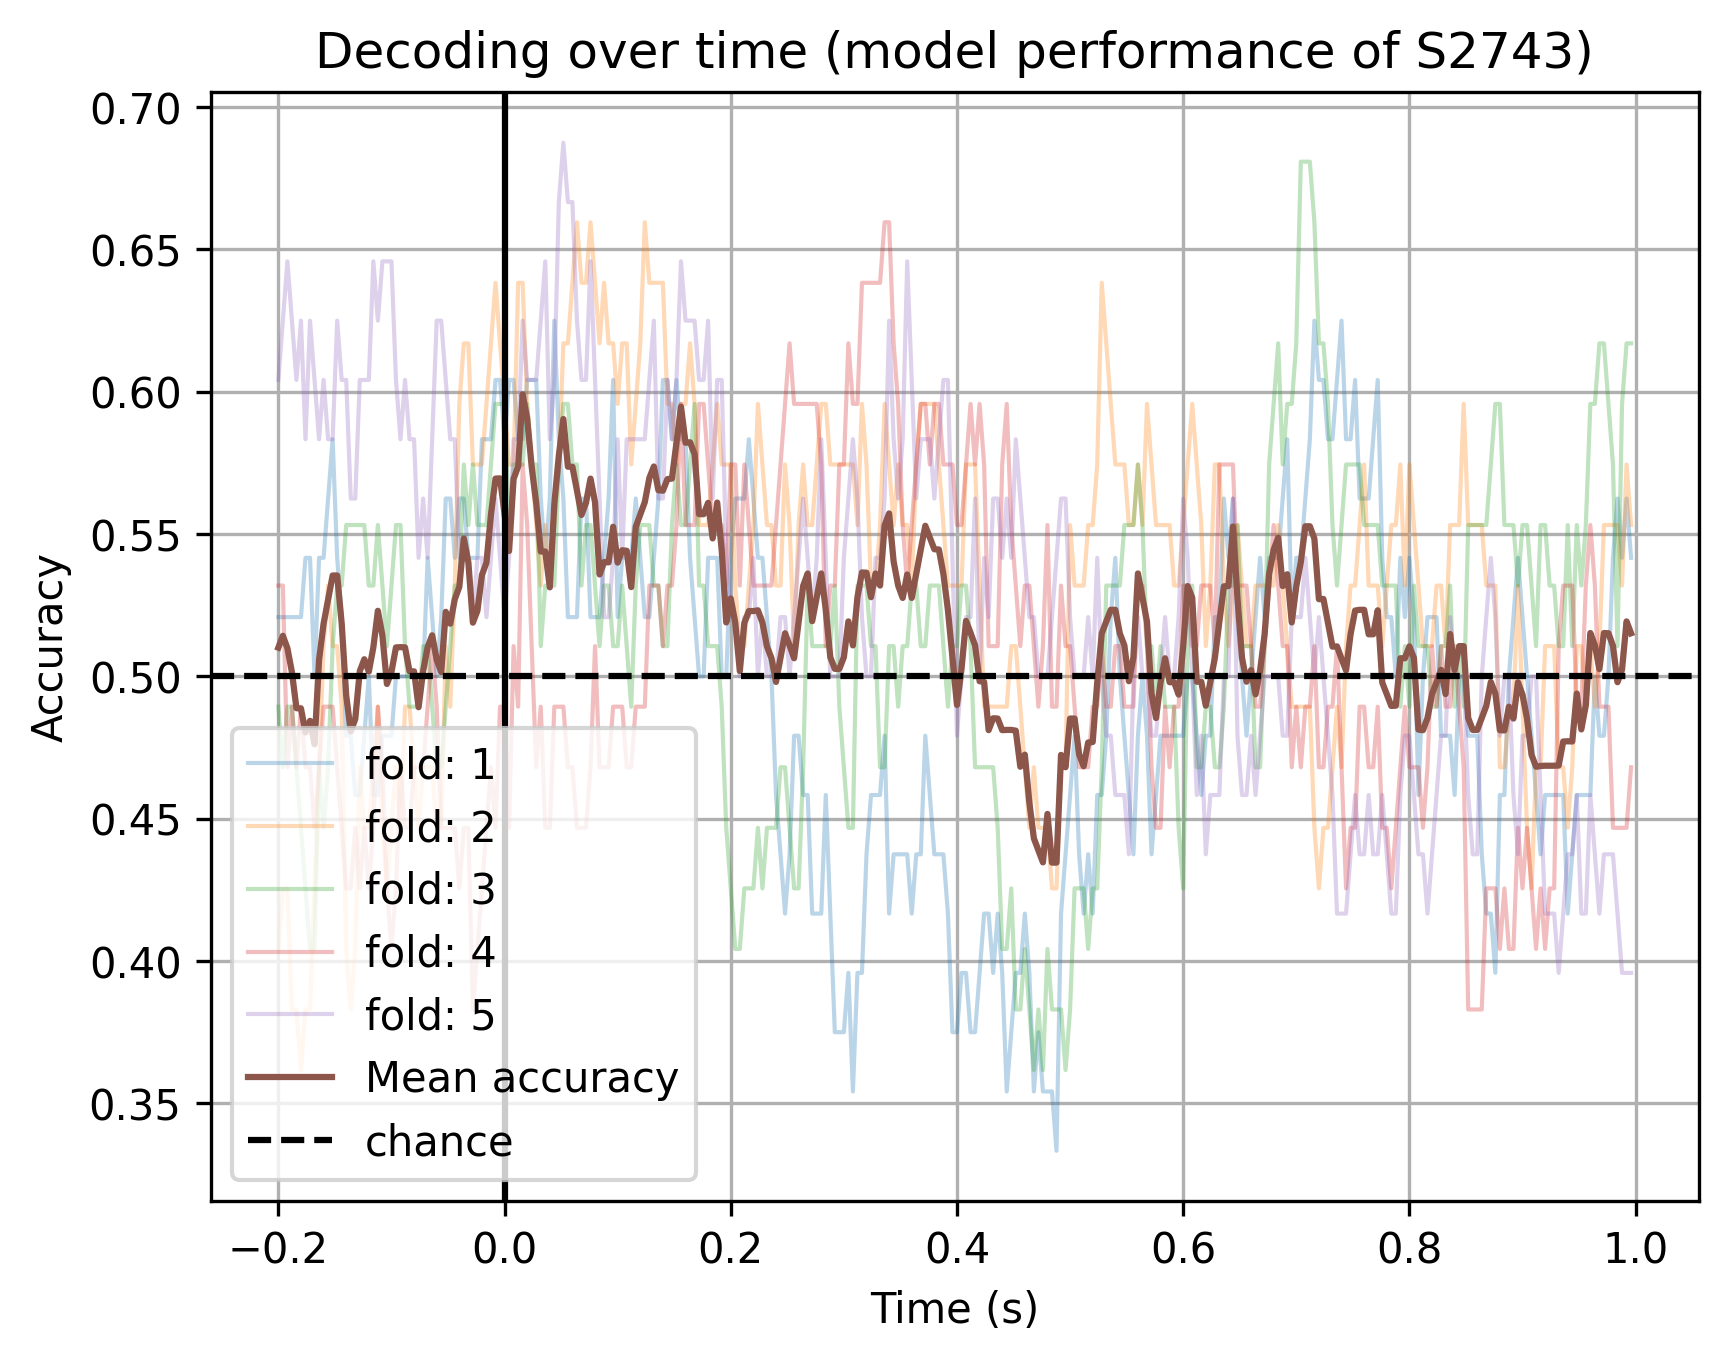 Decoding over time (model performance of S2743)
Accuracy
0.70
0.65
0.60
0.55
0.50
0.45
0.40
0.35
fold: 1
fold: 2
fold: 3
fold: 4
fold: 5
Mean accuracy
chance
−0.2 0.0 0.2 0.4 0.6 0.8 1.0
Time (s)